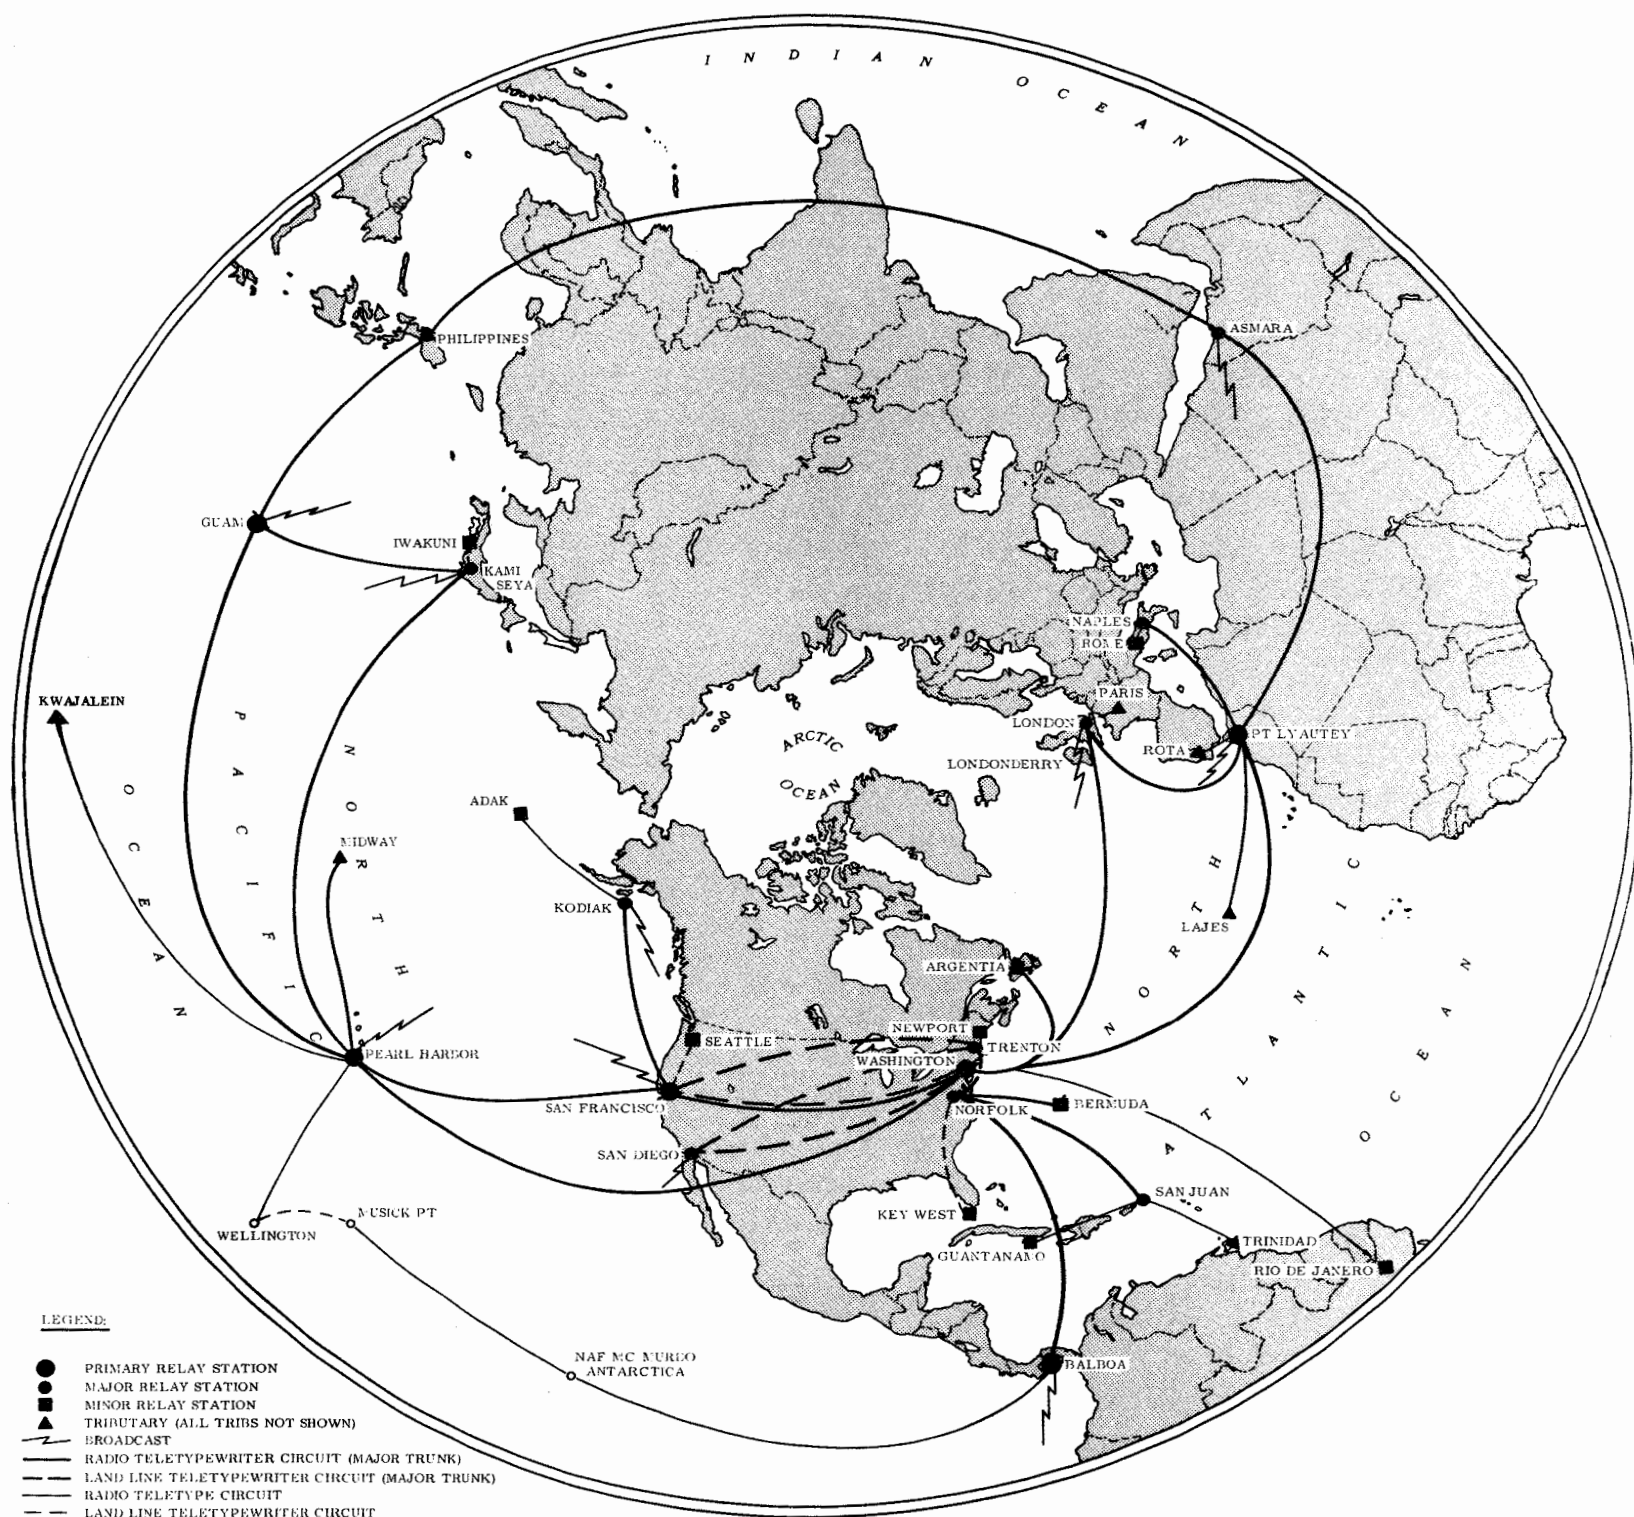 INDIAN OCEAN
PHILIPPINES
ASMARA
GUAM
IWAKUNI
KAMI
SEYA
NAPLES
ROME
PARIS
KWAJALEIN
LONDON
PT LYAUTEY
ROTA
LONDONDERRY
ARCTIC
OCEAN
NORTH
PACIFIC
OCEAN
ADAK
MIDWAY
KODIAK
LAJES
ARGENTIA
NORTH
ATLANTIC
OCEAN
NEWPORT
SEATTLE
TRENTON
PEARL HARBOR
WASHINGTON
SAN FRANCISCO
NORFOLK
BERMUDA
SAN DIEGO
SAN JUAN
MUSICK PT
KEY WEST
WELLINGTON
TRINIDAD
GUANTANAMO
RIO DE JANERO
NAF MC MURDO
ANTARCTICA
BALBOA
LEGEND:
PRIMARY RELAY STATION
MAJOR RELAY STATION
MINOR RELAY STATION
TRIBUTARY (ALL TRIBS NOT SHOWN)
BROADCAST
RADIO TELETYPEWRITER CIRCUIT (MAJOR TRUNK)
LAND LINE TELETYPEWRITER CIRCUIT (MAJOR TRUNK)
RADIO TELETYPE CIRCUIT
LAND LINE TELETYPEWRITER CIRCUIT